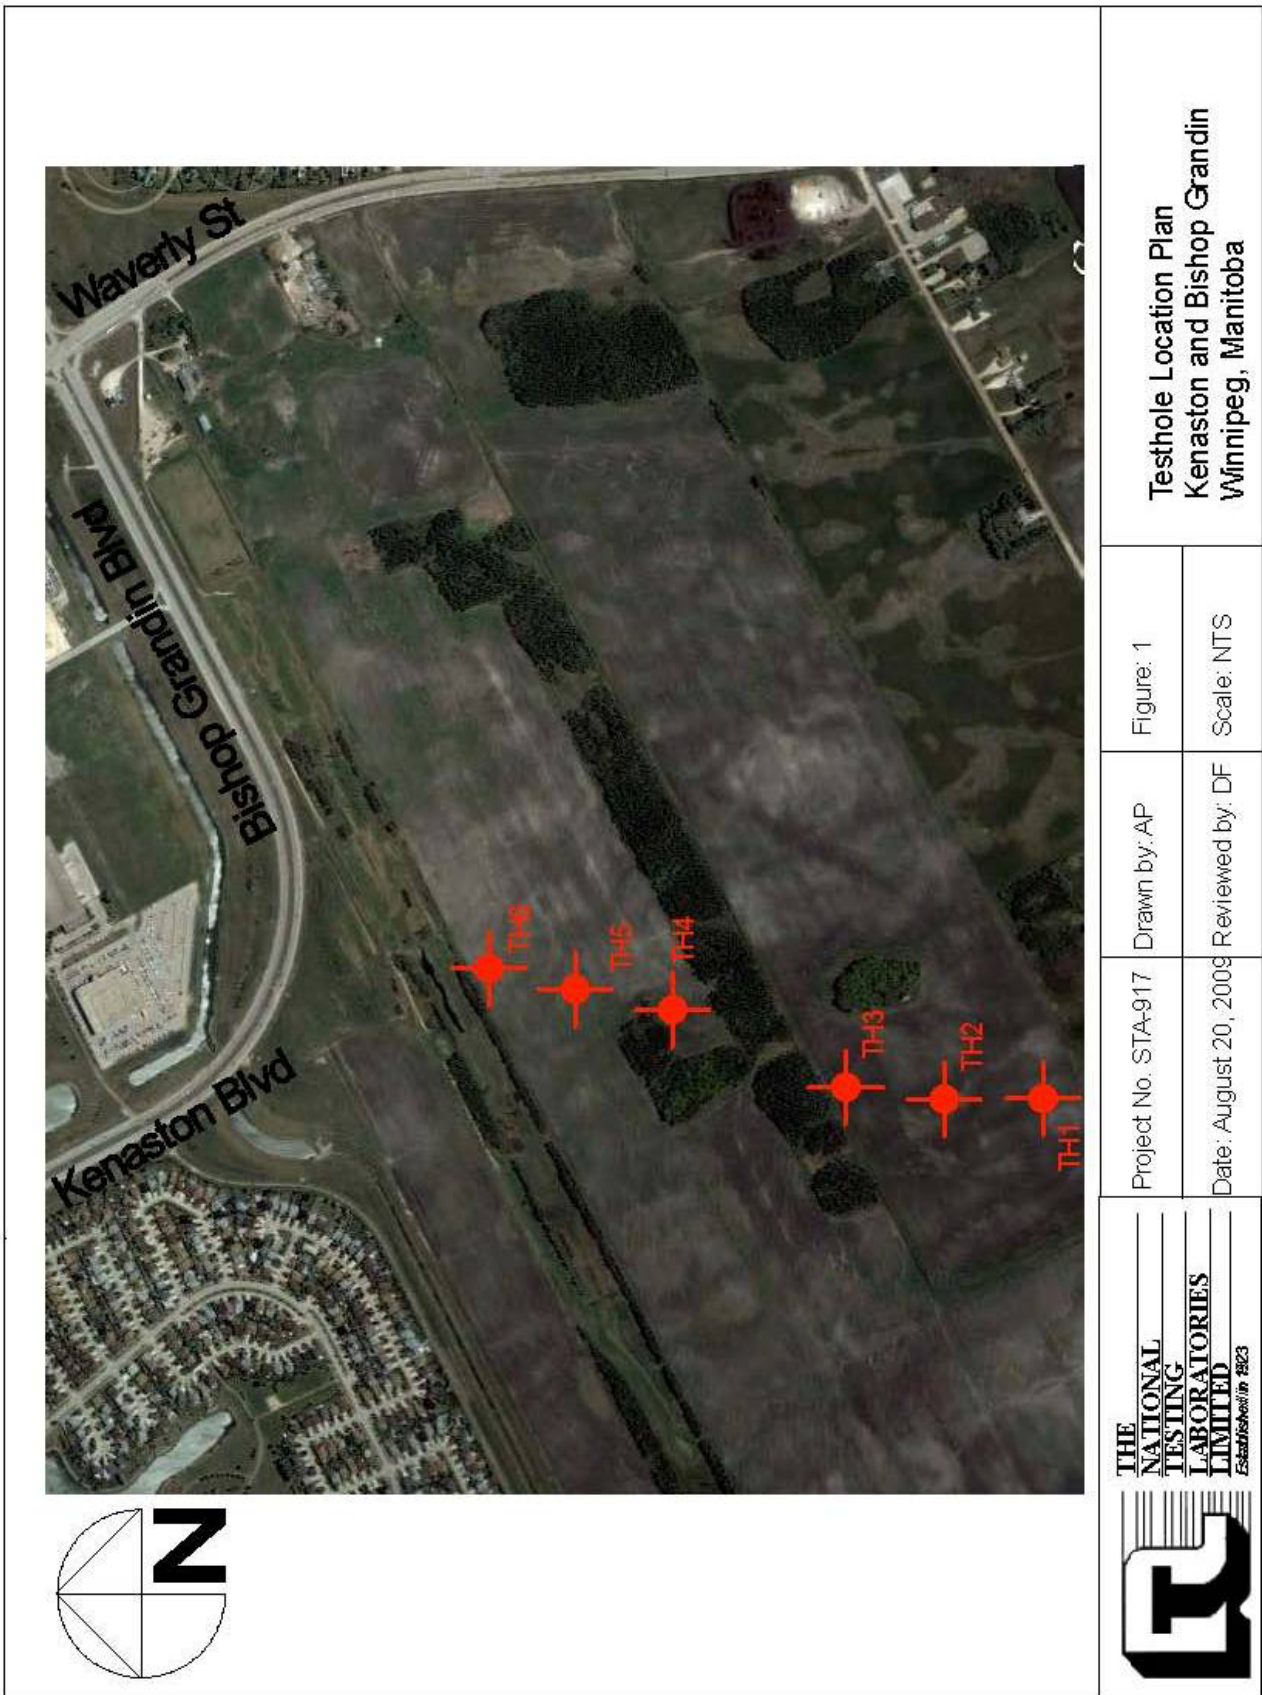 Waverly St
Bishop Grandin Blvd
Kenaston Blvd
TH6
TH5
TH4
TH3
TH2
TH1
N
THE
NATIONAL
TESTING
LABORATORIES
LIMITED
Established in 1923
Project No. STA-917
Drawn by: AP
Figure: 1
Date: August 20, 2009
Reviewed by: DF
Scale: NTS
Testhole Location Plan
Kenaston and Bishop Grandin
Winnipeg, Manitoba